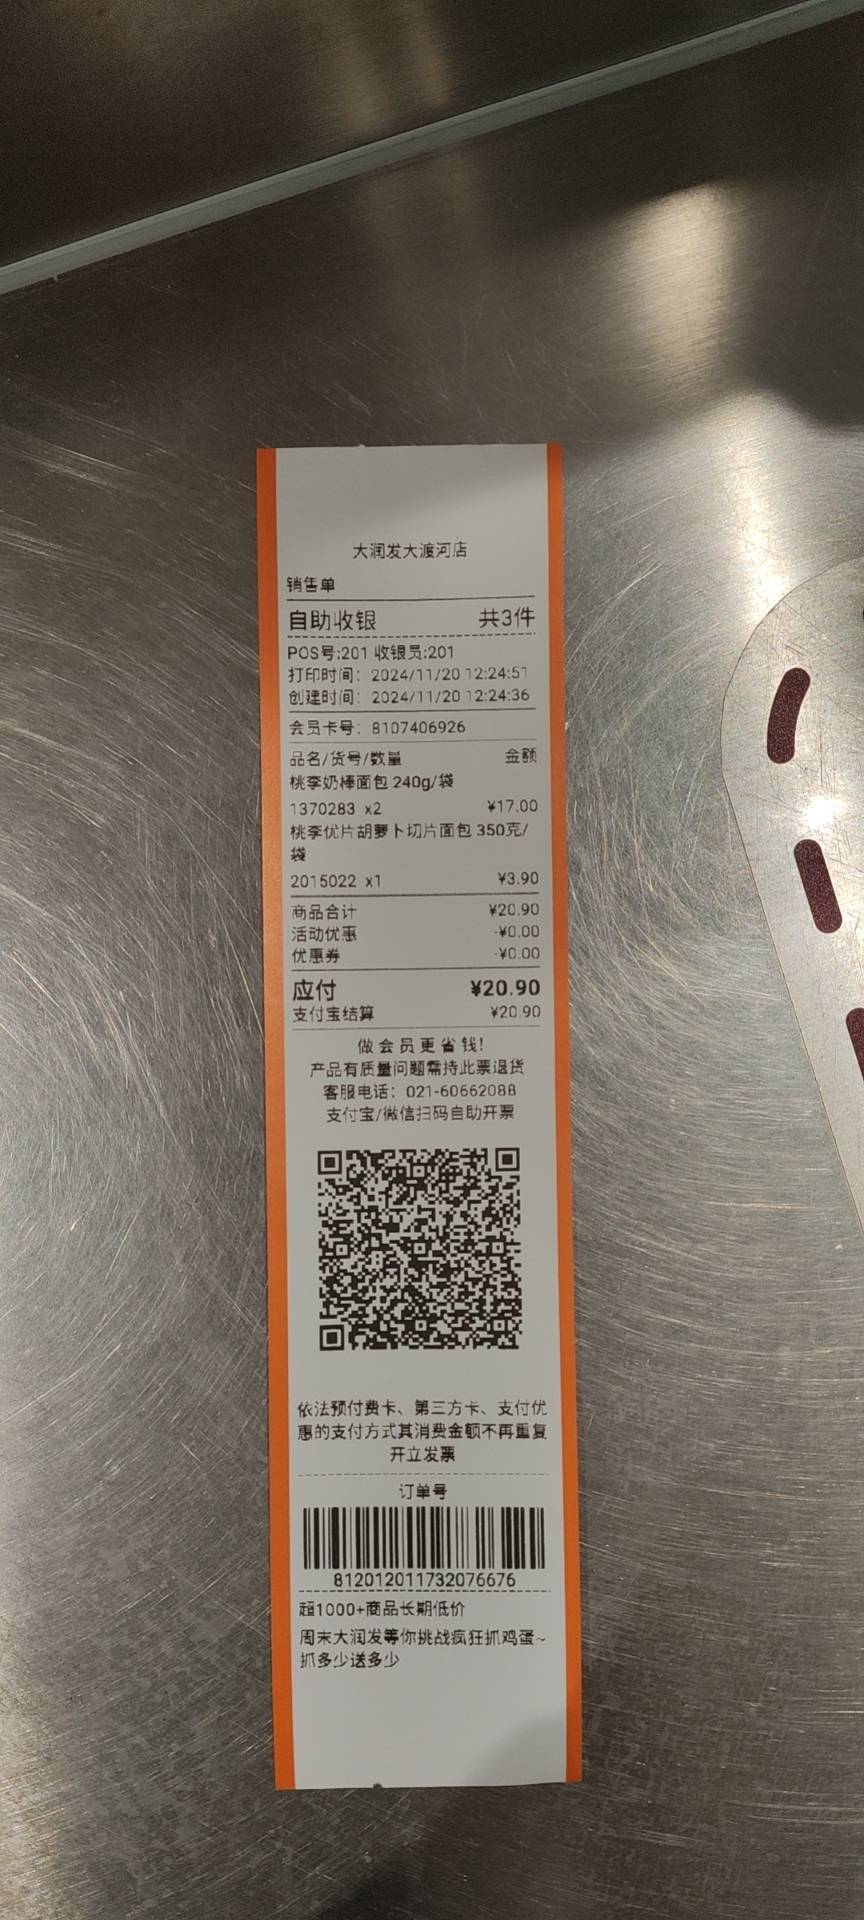 大润发大渡河店
销售单
自助收银 共3件
POS号:201 收银员:201
打印时间：2024/11/20 12:24:51
创建时间：2024/11/20 12:24:36
会员卡号：8107406926
品名/货号/数量 金额
桃李奶棒面包 240g/袋
1370283 x2 ¥17.00
桃李优片胡萝卜切片面包 350克/
袋
2015022 x1 ¥3.90
商品合计 ¥20.90
活动优惠 -¥0.00
优惠券 -¥0.00
应付 ¥20.90
支付宝结算 ¥20.90
做会员更省钱!
产品有质量问题需持此票退货
客服电话：021-60662088
支付宝/微信扫码自助开票
依法预付费卡、第三方卡、支付优
惠的支付方式其消费金额不再重复
开立发票
订单号
812012011732076676
超1000+商品长期低价
周末大润发等你挑战疯狂抓鸡蛋~
抓多少送多少